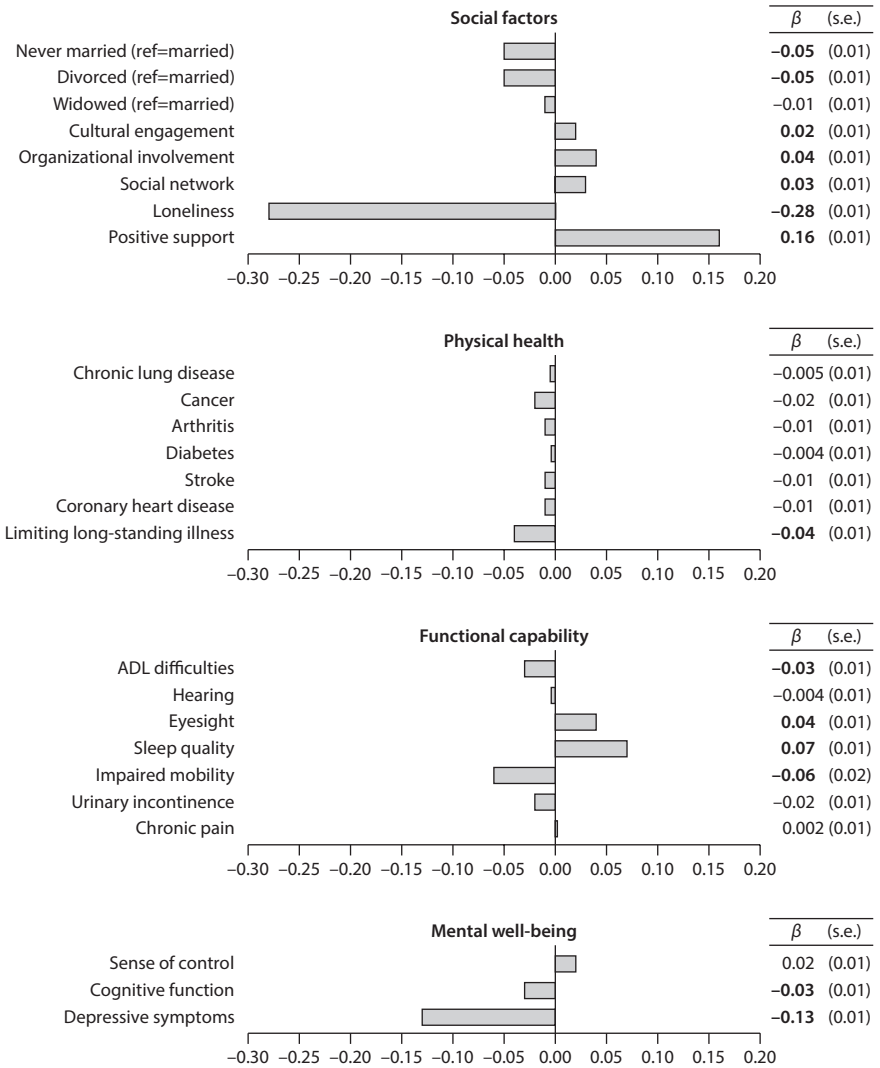 Social factors β (s.e.)
Never married (ref=married) –0.05 (0.01)
Divorced (ref=married) –0.05 (0.01)
Widowed (ref=married) –0.01 (0.01)
Cultural engagement 0.02 (0.01)
Organizational involvement 0.04 (0.01)
Social network 0.03 (0.01)
Loneliness –0.28 (0.01)
Positive support 0.16 (0.01)
–0.30 –0.25 –0.20 –0.15 –0.10 –0.05 0.00 0.05 0.10 0.15 0.20
Physical health β (s.e.)
Chronic lung disease –0.005 (0.01)
Cancer –0.02 (0.01)
Arthritis –0.01 (0.01)
Diabetes –0.004 (0.01)
Stroke –0.01 (0.01)
Coronary heart disease –0.01 (0.01)
Limiting long-standing illness –0.04 (0.01)
–0.30 –0.25 –0.20 –0.15 –0.10 –0.05 0.00 0.05 0.10 0.15 0.20
Functional capability β (s.e.)
ADL difficulties –0.03 (0.01)
Hearing –0.004 (0.01)
Eyesight 0.04 (0.01)
Sleep quality 0.07 (0.01)
Impaired mobility –0.06 (0.02)
Urinary incontinence –0.02 (0.01)
Chronic pain 0.002 (0.01)
–0.30 –0.25 –0.20 –0.15 –0.10 –0.05 0.00 0.05 0.10 0.15 0.20
Mental well-being β (s.e.)
Sense of control 0.02 (0.01)
Cognitive function –0.03 (0.01)
Depressive symptoms –0.13 (0.01)
–0.30 –0.25 –0.20 –0.15 –0.10 –0.05 0.00 0.05 0.10 0.15 0.20